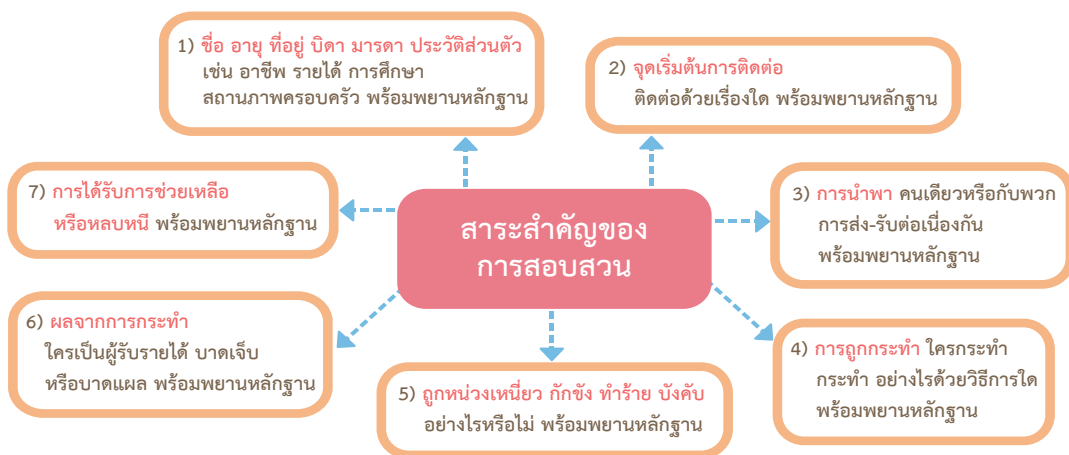 1) ชื่อ อายุ ที่อยู่ บิดา มารดา ประวัติส่วนตัว
เช่น อาชีพ รายได้ การศึกษา
สถานภาพครอบครัว พร้อมพยานหลักฐาน
2) จุดเริ่มต้นการติดต่อ
ติดต่อด้วยเรื่องใด พร้อมพยานหลักฐาน
3) การนำพา คนเดียวหรือกับพวก
การส่ง-รับต่อเนื่องกัน
พร้อมพยานหลักฐาน
4) การถูกกระทำ ใครกระทำ
กระทำ อย่างไรด้วยวิธีการใด
พร้อมพยานหลักฐาน
5) ถูกหน่วงเหนี่ยว กักขัง ทำร้าย บังคับ
อย่างไรหรือไม่ พร้อมพยานหลักฐาน
6) ผลจากการกระทำ
ใครเป็นผู้รับรายได้ บาดเจ็บ
หรือบาดแผล พร้อมพยานหลักฐาน
7) การได้รับการช่วยเหลือ
หรือหลบหนี พร้อมพยานหลักฐาน
สาระสำคัญของ
การสอบสวน